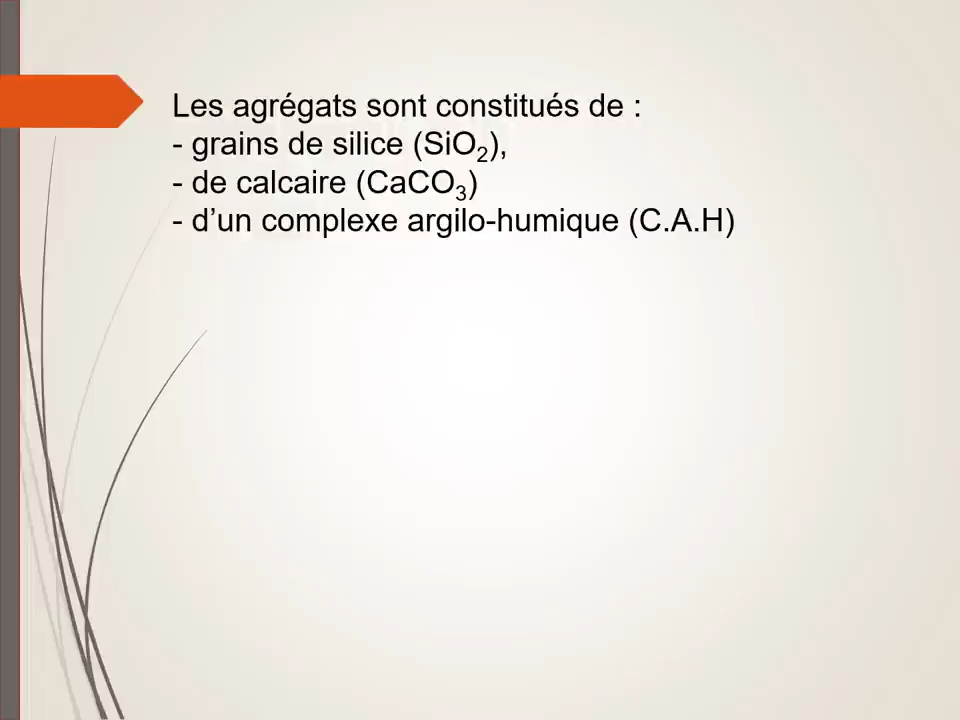 Les agrégats sont constitués de :
- grains de silice (SiO₂),
- de calcaire (CaCO₃)
- d’un complexe argilo-humique (C.A.H)